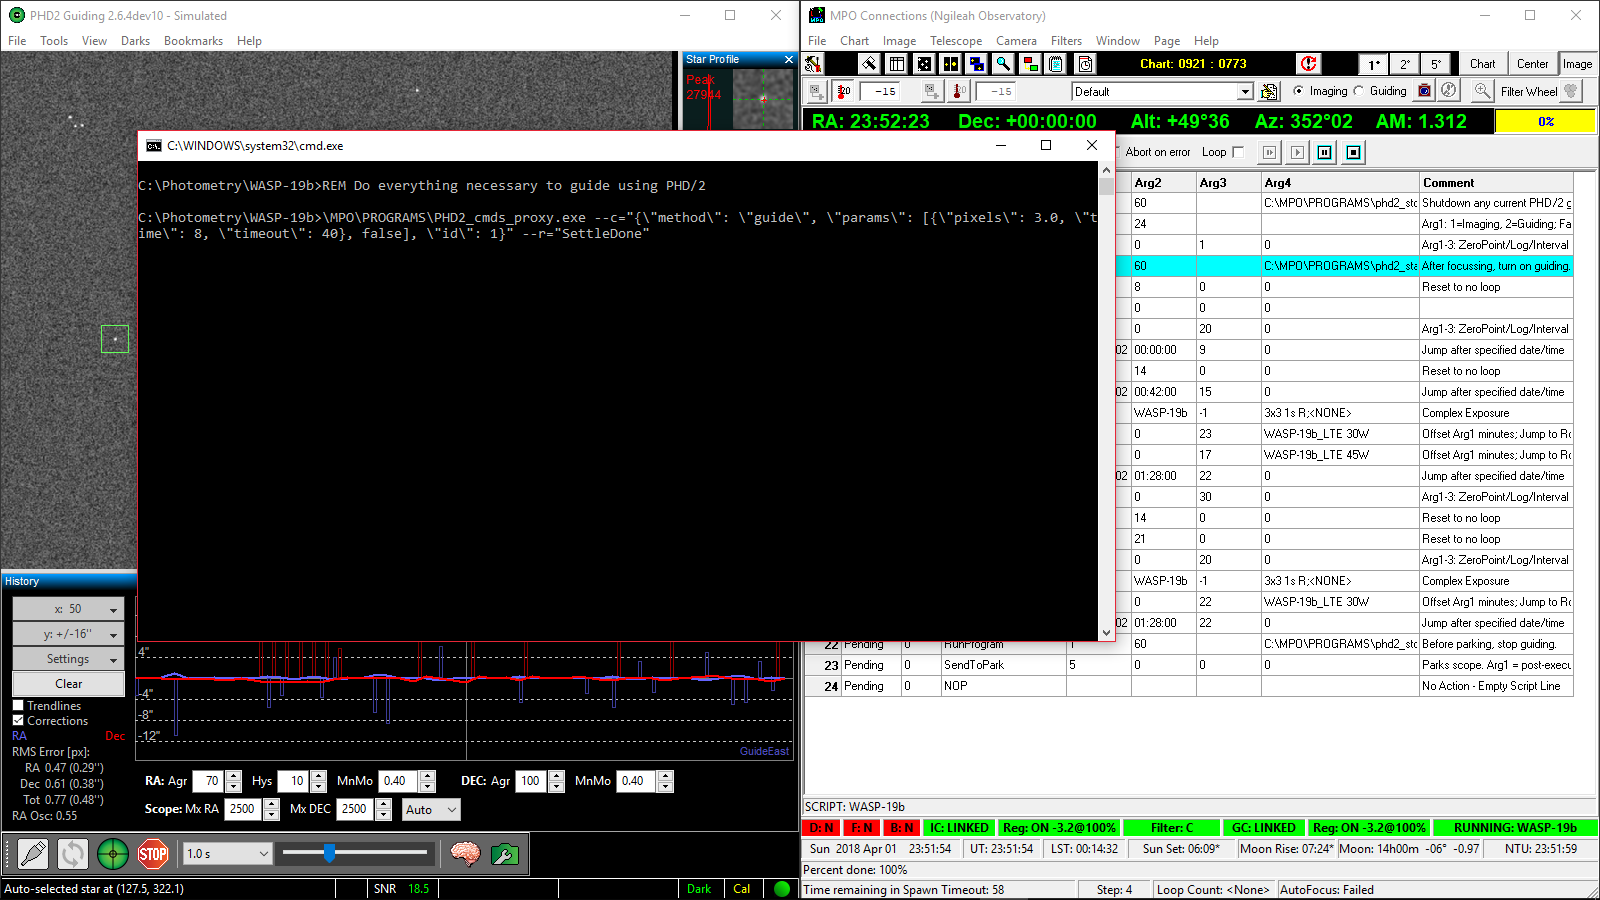 PHD2 Guiding 2.6.4dev10 - Simulated
File Tools View Darks Bookmarks Help
Star Profile
Peak
27944
C:\WINDOWS\system32\cmd.exe
C:\Photometry\WASP-19b>REM Do everything necessary to guide using PHD/2
C:\Photometry\WASP-19b>\MPO\PROGRAMS\PHD2_cmds_proxy.exe --c="{\"method\": \"guide\", \"params\": [{\"pixels\": 3.0, \"t
ime\": 8, \"timeout\": 40}, false], \"id\": 1}" --r="SettleDone"
History
x: 50
y: +/-16''
Settings
Clear
Trendlines
Corrections
RA Dec
RMS Error [px]:
RA 0.47 (0.29'')
Dec 0.61 (0.38'')
Tot 0.77 (0.48'')
RA Osc: 0.55
4''
-4''
-8''
-12''
GuideEast
RA: Agr 70 Hys 10 MnMo 0.40 DEC: Agr 100 MnMo 0.40
Scope: Mx RA 2500 Mx DEC 2500 Auto
STOP 1.0 s
Auto-selected star at (127.5, 322.1) SNR 18.5 Dark Cal
MPO Connections (Ngileah Observatory)
File Chart Image Telescope Camera Filters Window Page Help
Chart: 0921 : 0773 1° 2° 5° Chart Center Image
20 -15 -15 Default Imaging Guiding Filter Wheel
RA: 23:52:23 Dec: +00:00:00 Alt: +49°36 Az: 352°02 AM: 1.312 0%
Abort on error Loop
Arg2 Arg3 Arg4 Comment
60 C:\MPO\PROGRAMS\phd2_sto Shutdown any current PHD/2 g
24 Arg1: 1=Imaging, 2=Guiding; Fa
0 1 0 Arg1-3: ZeroPoint/Log/Interval
60 C:\MPO\PROGRAMS\phd2_sta After focussing, turn on guiding.
8 0 0 Reset to no loop
0 0 0
0 20 0 Arg1-3: ZeroPoint/Log/Interval
02 00:00:00 9 0 Jump after specified date/time
14 0 0 Reset to no loop
02 00:42:00 15 0 Jump after specified date/time
WASP-19b -1 3x3 1s R;<NONE> Complex Exposure
0 23 WASP-19b_LTE 30W Offset Arg1 minutes; Jump to Ro
0 17 WASP-19b_LTE 45W Offset Arg1 minutes; Jump to Ro
02 01:28:00 22 0 Jump after specified date/time
0 30 0 Arg1-3: ZeroPoint/Log/Interval
14 0 0 Reset to no loop
21 0 0 Reset to no loop
0 20 0 Arg1-3: ZeroPoint/Log/Interval
WASP-19b -1 3x3 1s R;<NONE> Complex Exposure
0 22 WASP-19b_LTE 30W Offset Arg1 minutes; Jump to Ro
02 01:28:00 22 0 Jump after specified date/time
22 Pending 0 RunProgram 1 60 C:\MPO\PROGRAMS\phd2_sto Before parking, stop guiding.
23 Pending 0 SendToPark 5 0 0 0 Parks scope. Arg1 = post-execu
24 Pending 0 NOP No Action - Empty Script Line
SCRIPT: WASP-19b
D: N F: N B: N IC: LINKED Reg: ON -3.2@100% Filter: C GC: LINKED Reg: ON -3.2@100% RUNNING: WASP-19b
Sun 2018 Apr 01 23:51:54 UT: 23:51:54 LST: 00:14:32 Sun Set: 06:09* Moon Rise: 07:24* Moon: 14h00m -06° -0.97 NTU: 23:51:59
Percent done: 100%
Time remaining in Spawn Timeout: 58 Step: 4 Loop Count: <None> AutoFocus: Failed